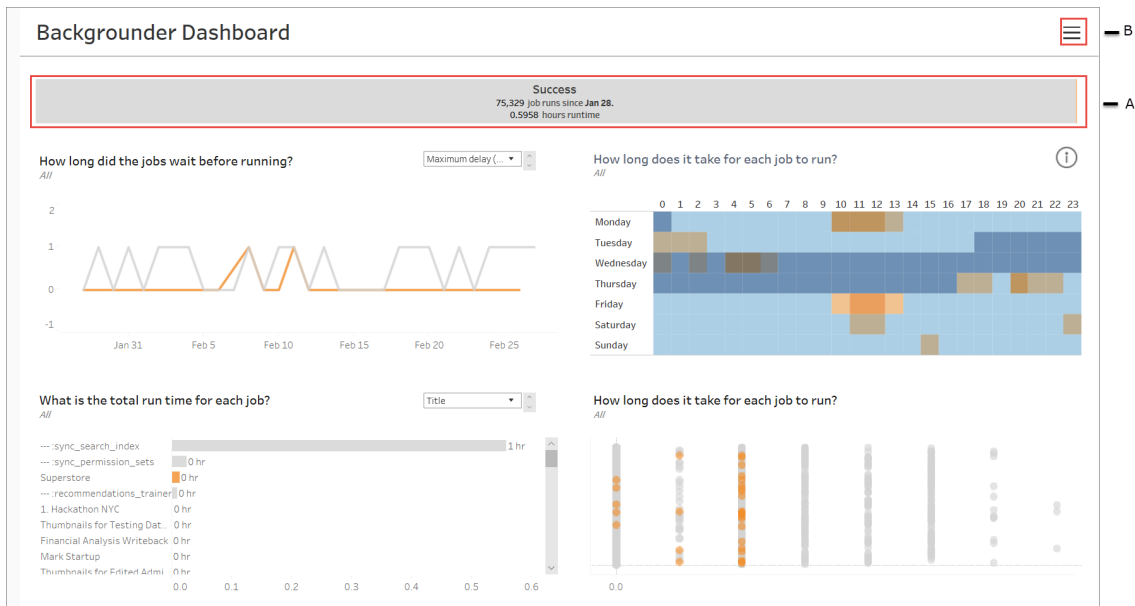 Backgrounder Dashboard
B
Success
75,329 job runs since Jan 28.
0.5958 hours runtime
A
How long did the jobs wait before running?
Maximum delay (...
All
2
1
0
-1
Jan 31 Feb 5 Feb 10 Feb 15 Feb 20 Feb 25
How long does it take for each job to run?
All
0 1 2 3 4 5 6 7 8 9 10 11 12 13 14 15 16 17 18 19 20 21 22 23
Monday
Tuesday
Wednesday
Thursday
Friday
Saturday
Sunday
What is the total run time for each job?
Title
All
--- :sync_search_index 1 hr
--- :sync_permission_sets 0 hr
Superstore 0 hr
--- :recommendations_trainer 0 hr
1. Hackathon NYC 0 hr
Thumbnails for Testing Dat.. 0 hr
Financial Analysis Writeback 0 hr
Mark Startup 0 hr
Thumbnails for Edited Admi.. 0 hr
0.0 0.1 0.2 0.3 0.4 0.5 0.6
How long does it take for each job to run?
All
0.0